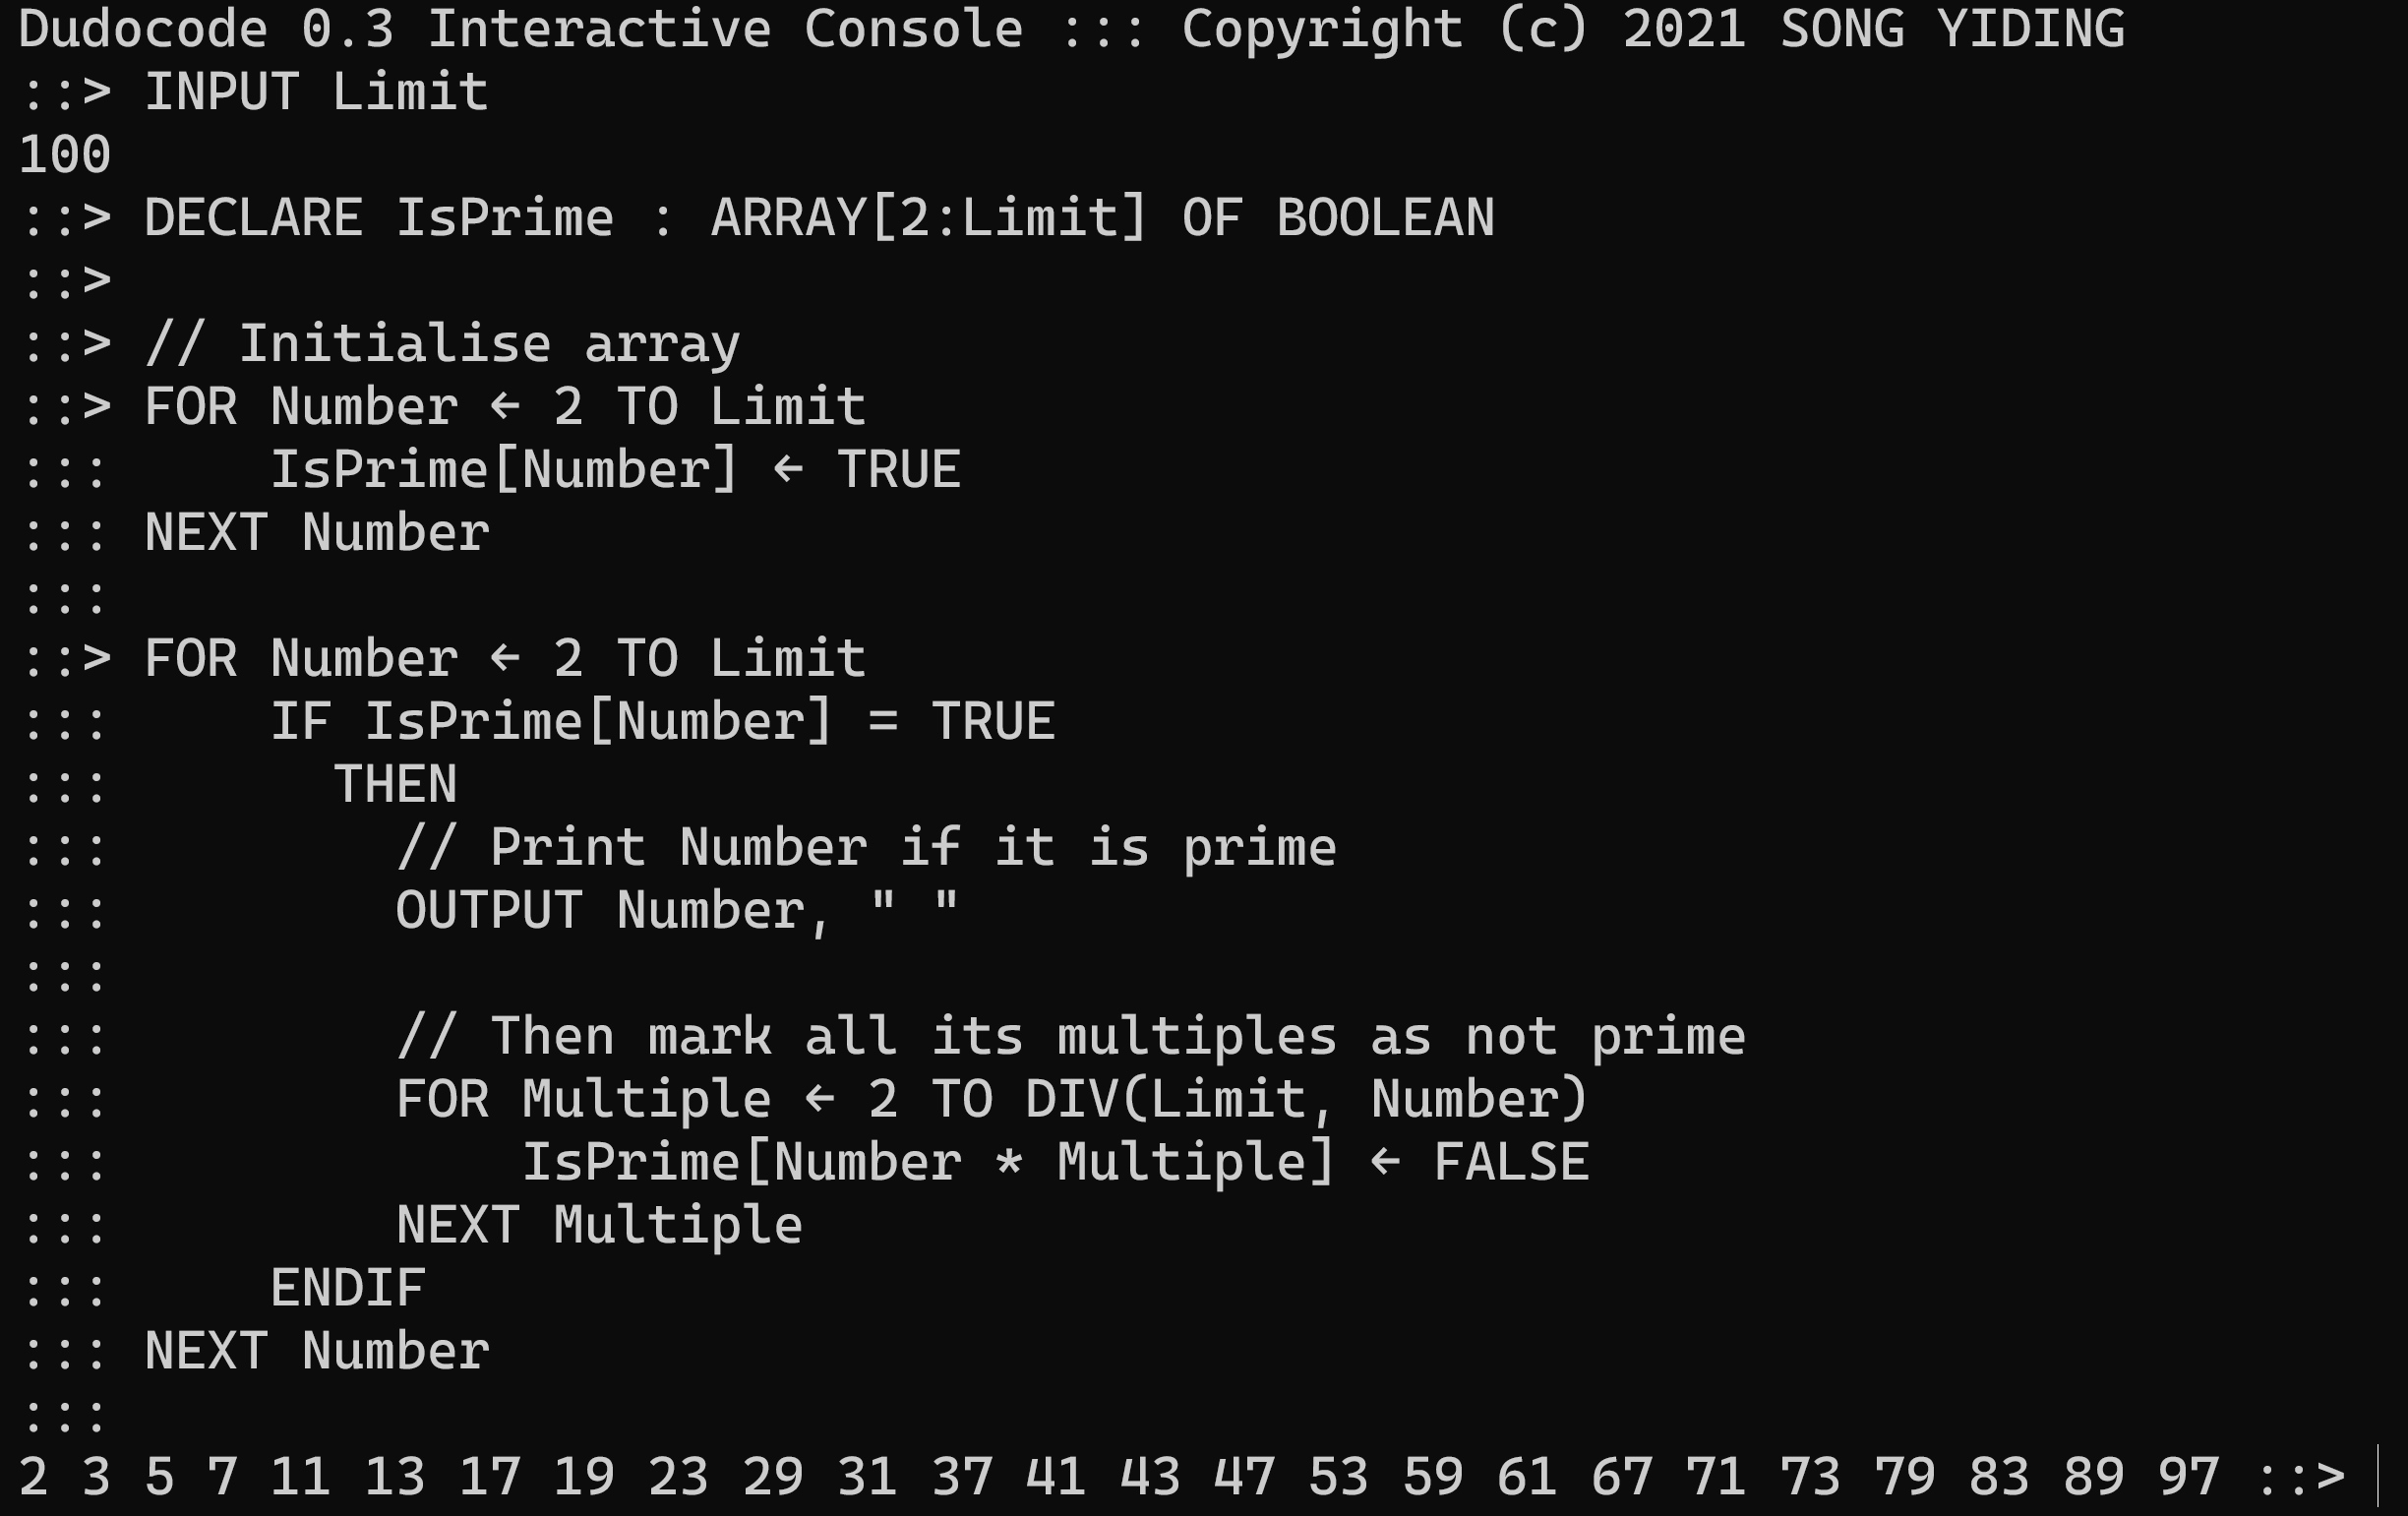 Dudocode 0.3 Interactive Console ::: Copyright (c) 2021 SONG YIDING
::> INPUT Limit
100
::> DECLARE IsPrime : ARRAY[2:Limit] OF BOOLEAN
::>
::> // Initialise array
::> FOR Number ← 2 TO Limit
:::     IsPrime[Number] ← TRUE
::: NEXT Number
:::
::> FOR Number ← 2 TO Limit
:::     IF IsPrime[Number] = TRUE
:::       THEN
:::         // Print Number if it is prime
:::         OUTPUT Number, " "
:::
:::         // Then mark all its multiples as not prime
:::         FOR Multiple ← 2 TO DIV(Limit, Number)
:::             IsPrime[Number * Multiple] ← FALSE
:::         NEXT Multiple
:::     ENDIF
::: NEXT Number
:::
2 3 5 7 11 13 17 19 23 29 31 37 41 43 47 53 59 61 67 71 73 79 83 89 97 ::>